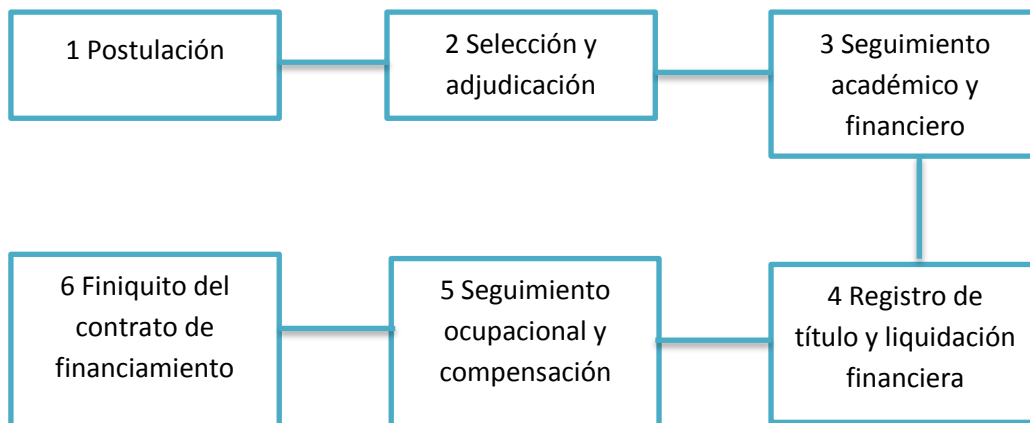 1 Postulación
2 Selección y
adjudicación
3 Seguimiento
académico y
financiero
4 Registro de
título y liquidación
financiera
5 Seguimiento
ocupacional y
compensación
6 Finiquito del
contrato de
financiamiento